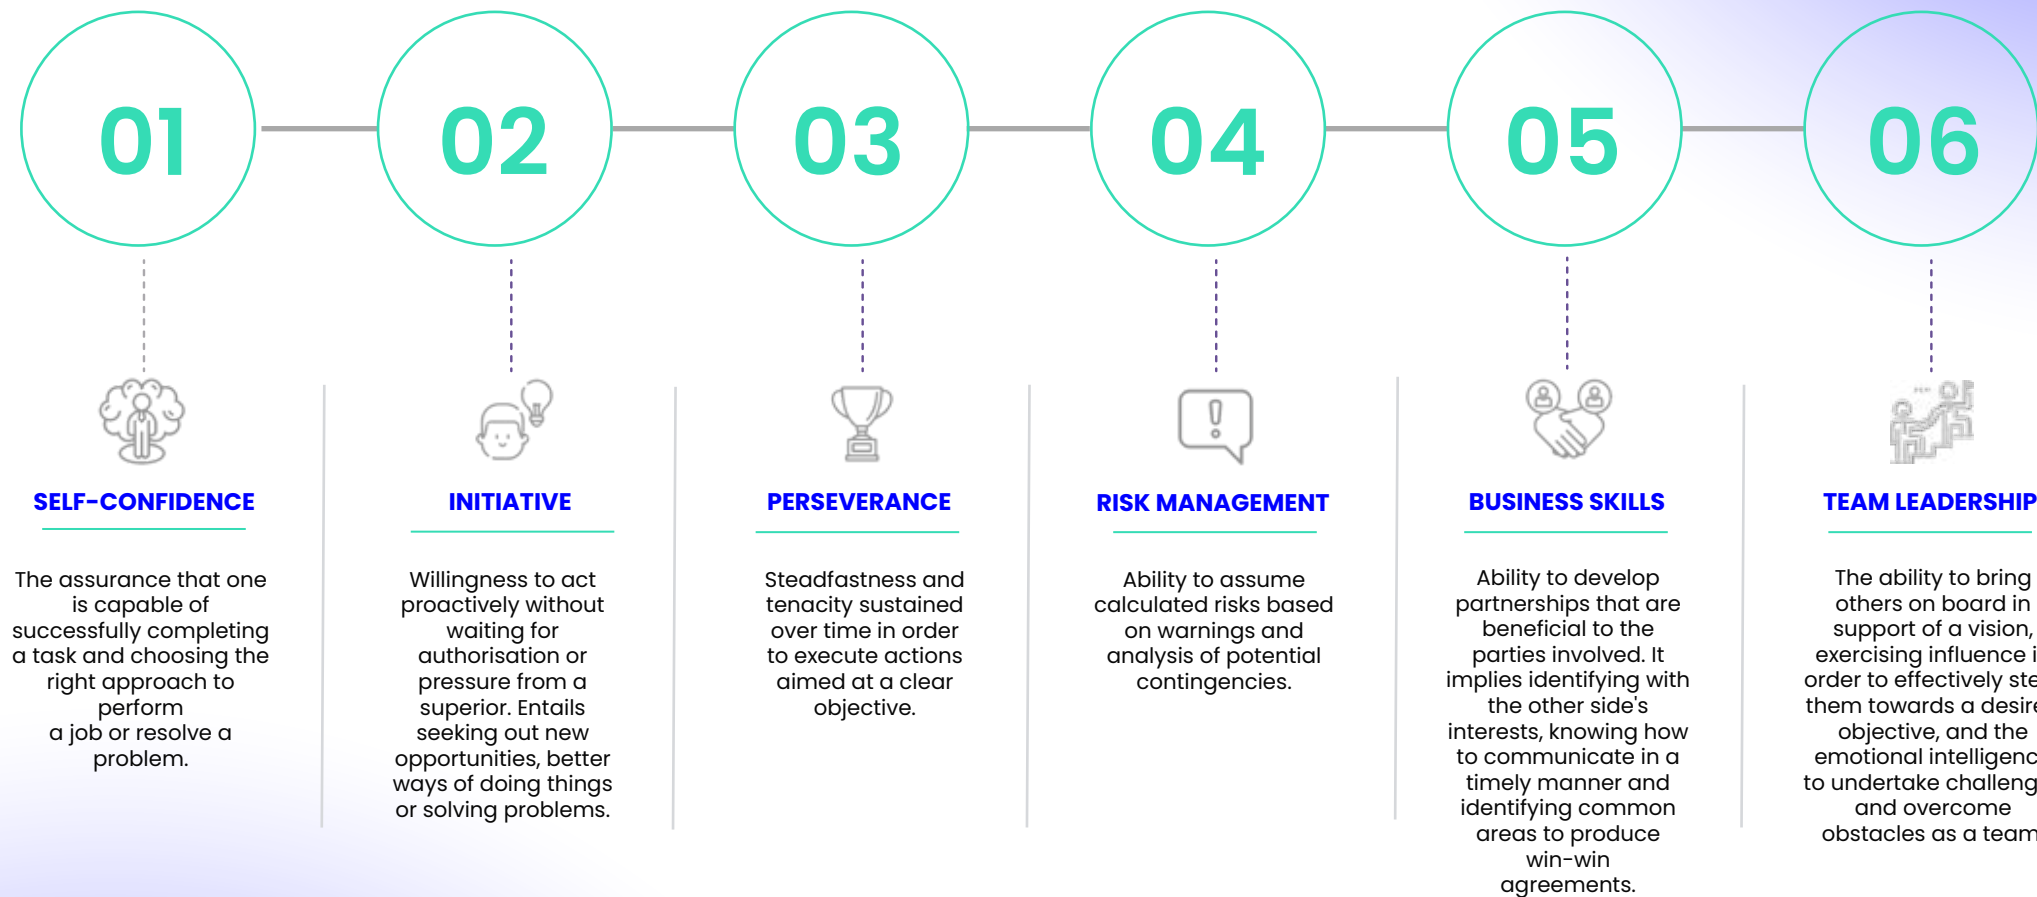 01
02
03
04
05
06
SELF-CONFIDENCE
The assurance that one
is capable of
successfully completing
a task and choosing the
right approach to
perform
a job or resolve a
problem.
INITIATIVE
Willingness to act
proactively without
waiting for
authorisation or
pressure from a
superior. Entails
seeking out new
opportunities, better
ways of doing things
or solving problems.
PERSEVERANCE
Steadfastness and
tenacity sustained
over time in order
to execute actions
aimed at a clear
objective.
RISK MANAGEMENT
Ability to assume
calculated risks based
on warnings and
analysis of potential
contingencies.
BUSINESS SKILLS
Ability to develop
partnerships that are
beneficial to the
parties involved. It
implies identifying with
the other side's
interests, knowing how
to communicate in a
timely manner and
identifying common
areas to produce
win-win
agreements.
TEAM LEADERSHIP
The ability to bring
others on board in
support of a vision,
exercising influence
order to effectively
them towards a
objective, and the
emotional
to undertake
and overcome
obstacles as a team